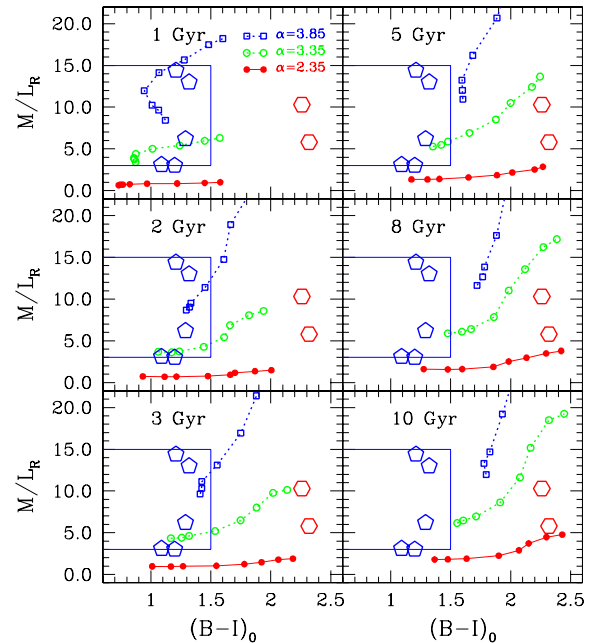 1 Gyr
α=3.85
α=3.35
α=2.35
5 Gyr
M/L_R
20.0
15.0
10.0
5.0
0.0
2 Gyr
8 Gyr
M/L_R
20.0
15.0
10.0
5.0
0.0
3 Gyr
10 Gyr
M/L_R
20.0
15.0
10.0
5.0
0.0
1 1.5 2 2.5
1 1.5 2 2.5
(B−I)₀
(B−I)₀